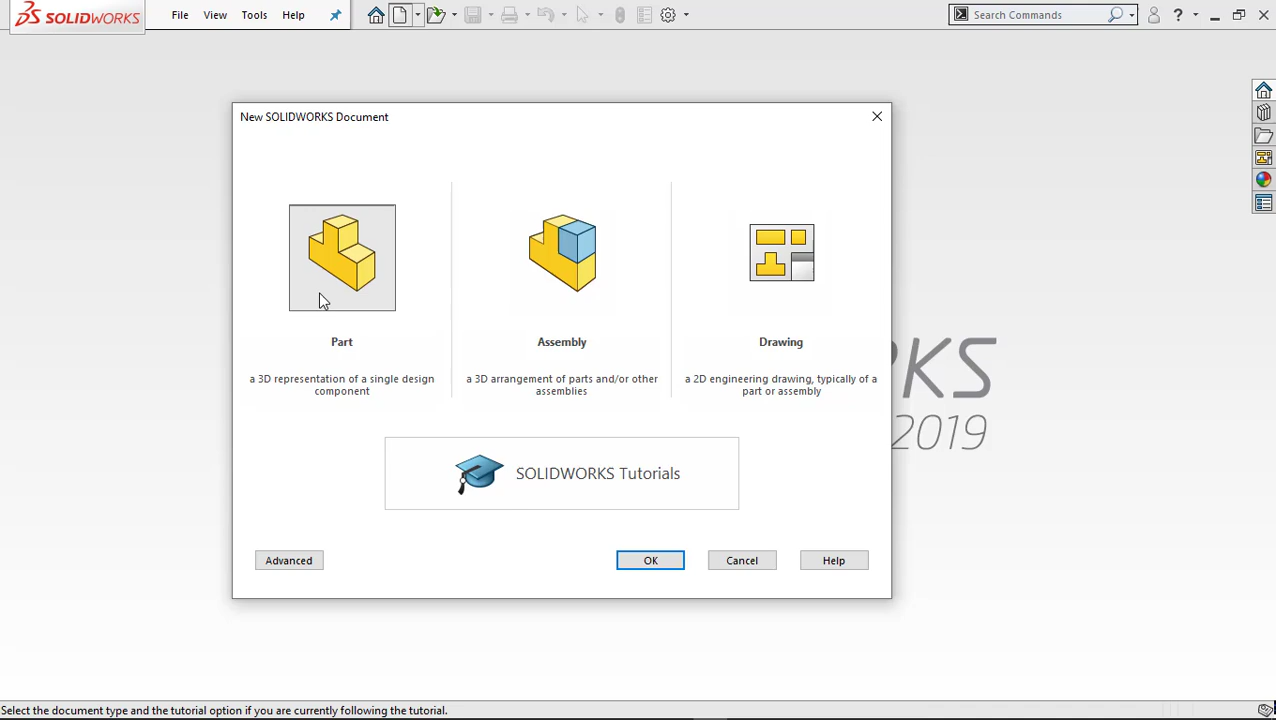 SOLIDWORKS File View Tools Help Search Commands ?
New SOLIDWORKS Document
Part Assembly Drawing
a 3D representation of a single design component
a 3D arrangement of parts and/or other assemblies
a 2D engineering drawing, typically of a part or assembly
RKS
2019
SOLIDWORKS Tutorials
Advanced OK Cancel Help
Select the document type and the tutorial option if you are currently following the tutorial.